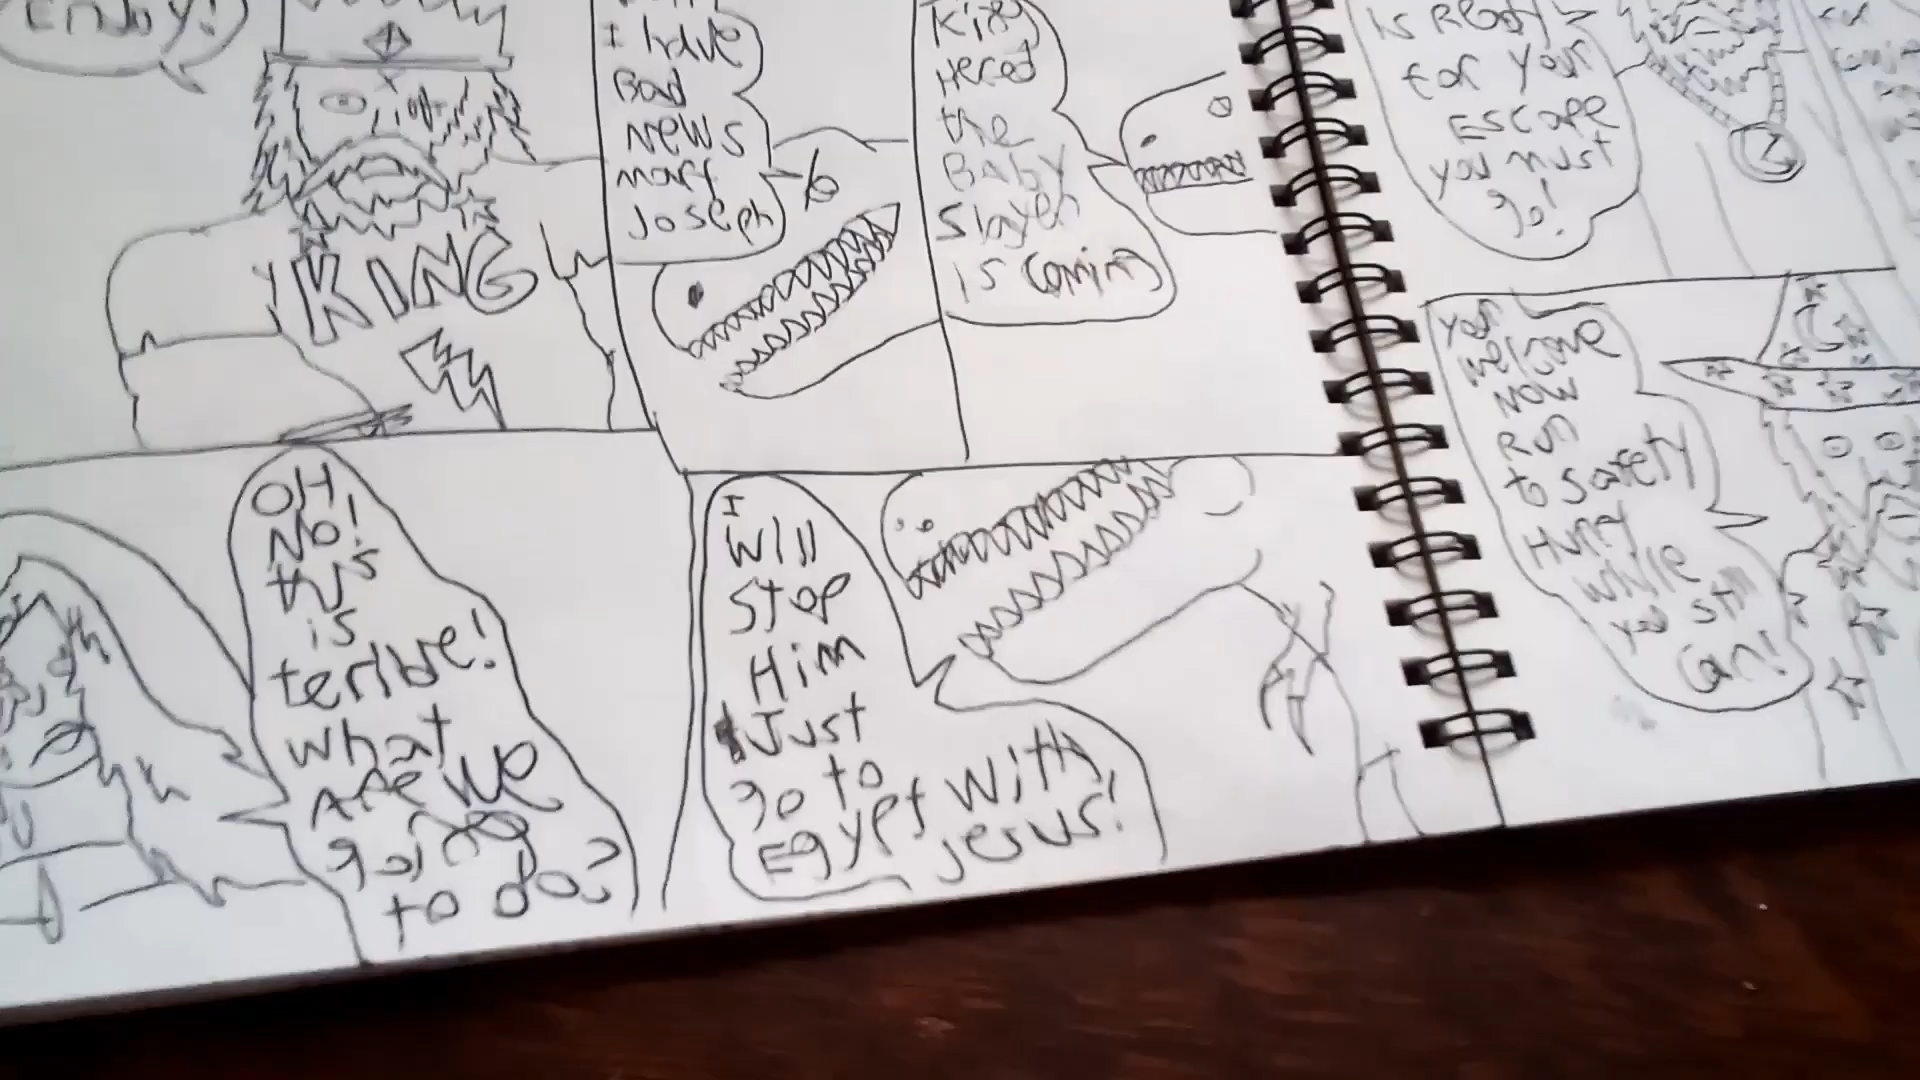 Enjoy!
KING
I have
Bad
news
mary
Joseph
King
Hered
the
BABY
Slayer
is coming
OH
No!
this
is
terible!
what
are we
going
to do?
I
will
Stop
Him
Just
go to
Egypt with
Jesus!
is Ready
for your
Escape
you must
go!
your
welcome
NOW
Run
to Safety
Hurry
while
you still
can!